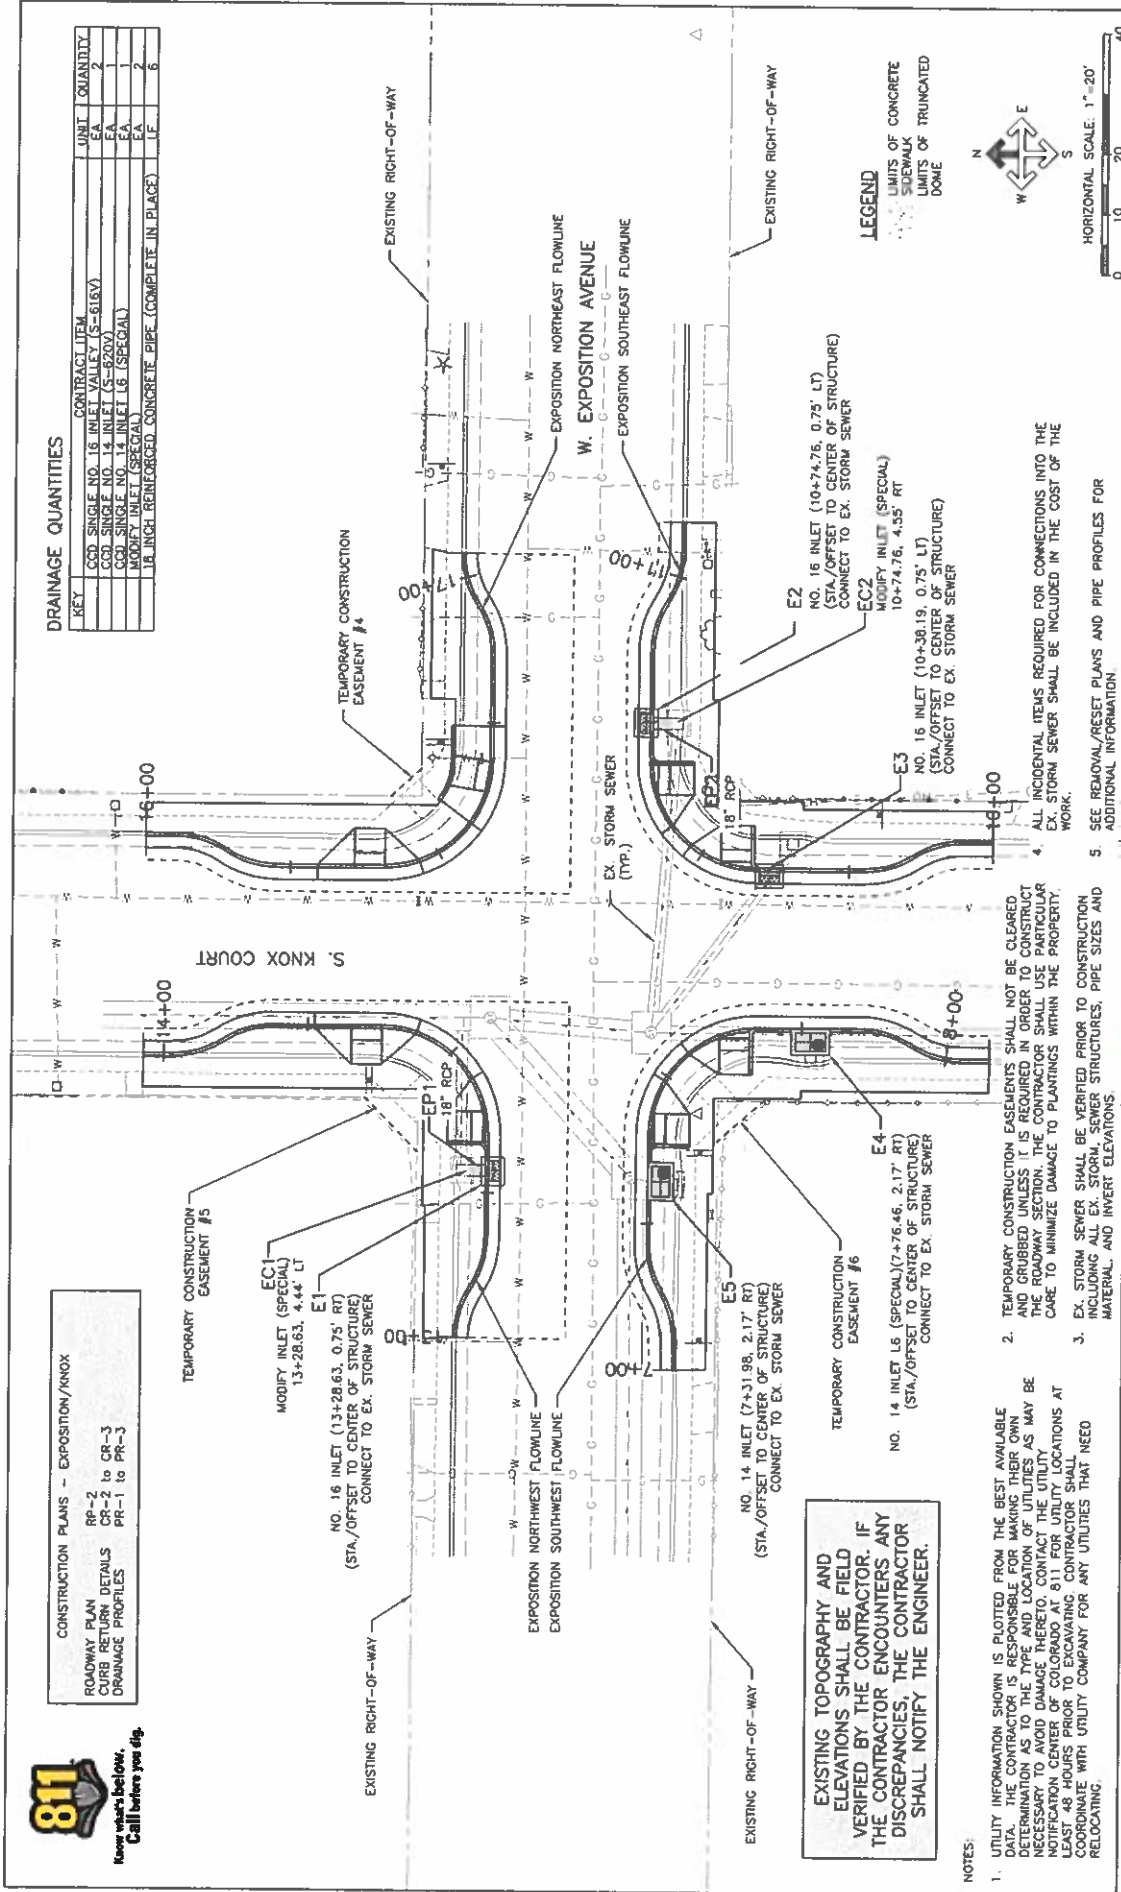 811
Know what's below.
Call before you dig.
CONSTRUCTION PLANS - EXPOSITION/KNOX
ROADWAY PLAN RP-2
CURB RETURN DETAILS CR-2 to CR-3
DRAINAGE PROFILES PR-1 to PR-3
DRAINAGE QUANTITIES
KEY CONTRACT ITEM UNIT QUANTITY
CCD SINGLE NO. 16 INLET VALLEY (S-616V) EA 2
CCD SINGLE NO. 14 INLET (S-620V) EA 1
CCD SINGLE NO. 14 INLET L6 (SPECIAL) EA 1
MODIFY INLET (SPECIAL) EA 2
18 INCH REINFORCED CONCRETE PIPE (COMPLETE IN PLACE) LF 6
TEMPORARY CONSTRUCTION
EASEMENT #5
EC1
MODIFY INLET (SPECIAL)
13+28.63, 4.44' LT
E1
NO. 16 INLET (13+28.63, 0.75' RT)
(STA./OFFSET TO CENTER OF STRUCTURE)
CONNECT TO EX. STORM SEWER
EP1
18" RCP
14+00
13+00
S. KNOX COURT
16+00
17+00
TEMPORARY CONSTRUCTION
EASEMENT #4
EXISTING RIGHT-OF-WAY
EXISTING RIGHT-OF-WAY
EXPOSITION NORTHWEST FLOWLINE
EXPOSITION SOUTHWEST FLOWLINE
EXPOSITION NORTHEAST FLOWLINE
W. EXPOSITION AVENUE
EXPOSITION SOUTHEAST FLOWLINE
EX. STORM SEWER
(TYP.)
7+00
8+00
10+00
11+00
EP2
18" RCP
E2
NO. 16 INLET (10+74.76, 0.75' LT)
(STA./OFFSET TO CENTER OF STRUCTURE)
CONNECT TO EX. STORM SEWER
EC2
MODIFY INLET (SPECIAL)
10+74.76, 4.55' RT
E3
NO. 16 INLET (10+38.19, 0.75' LT)
(STA./OFFSET TO CENTER OF STRUCTURE)
CONNECT TO EX. STORM SEWER
E5
NO. 14 INLET (7+31.98, 2.17' RT)
(STA./OFFSET TO CENTER OF STRUCTURE)
CONNECT TO EX. STORM SEWER
TEMPORARY CONSTRUCTION
EASEMENT #6
E4
NO. 14 INLET L6 (SPECIAL)(7+76.46, 2.17' RT)
(STA./OFFSET TO CENTER OF STRUCTURE)
CONNECT TO EX. STORM SEWER
EXISTING RIGHT-OF-WAY
EXISTING RIGHT-OF-WAY
LEGEND
LIMITS OF CONCRETE
SIDEWALK
LIMITS OF TRUNCATED
DOME
N
W E
S
HORIZONTAL SCALE: 1"=20'
0 10 20 40
EXISTING TOPOGRAPHY AND
ELEVATIONS SHALL BE FIELD
VERIFIED BY THE CONTRACTOR. IF
THE CONTRACTOR ENCOUNTERS ANY
DISCREPANCIES, THE CONTRACTOR
SHALL NOTIFY THE ENGINEER.
NOTES:
1. UTILITY INFORMATION SHOWN IS PLOTTED FROM THE BEST AVAILABLE
DATA. THE CONTRACTOR IS RESPONSIBLE FOR MAKING THEIR OWN
DETERMINATION AS TO THE TYPE AND LOCATION OF UTILITIES AS MAY BE
NECESSARY TO AVOID DAMAGE THERETO. CONTACT THE UTILITY
NOTIFICATION CENTER OF COLORADO AT 811 FOR UTILITY LOCATIONS AT
LEAST 48 HOURS PRIOR TO EXCAVATING. CONTRACTOR SHALL
COORDINATE WITH UTILITY COMPANY FOR ANY UTILITIES THAT NEED
RELOCATING.
2. TEMPORARY CONSTRUCTION EASEMENTS SHALL NOT BE CLEARED
AND GRUBBED UNLESS IT IS REQUIRED IN ORDER TO CONSTRUCT
THE ROADWAY SECTION. THE CONTRACTOR SHALL USE PARTICULAR
CARE TO MINIMIZE DAMAGE TO PLANTINGS WITHIN THE PROPERTY.
3. EX. STORM SEWER SHALL BE VERIFIED PRIOR TO CONSTRUCTION
INCLUDING ALL EX. STORM, SEWER STRUCTURES, PIPE SIZES AND
MATERIAL, AND INVERT ELEVATIONS.
4. ALL INCIDENTAL ITEMS REQUIRED FOR CONNECTIONS INTO THE
EX. STORM SEWER SHALL BE INCLUDED IN THE COST OF THE
WORK.
5. SEE REMOVAL/RESET PLANS AND PIPE PROFILES FOR
ADDITIONAL INFORMATION.